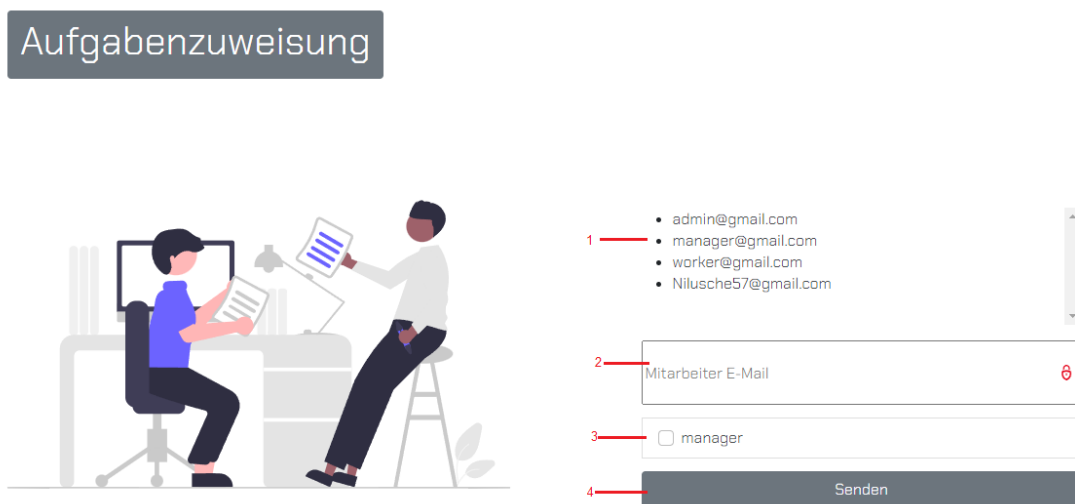 Aufgabenzuweisung
admin@gmail.com
1 manager@gmail.com
worker@gmail.com
Nilusche57@gmail.com
2 Mitarbeiter E-Mail
3 manager
4 Senden